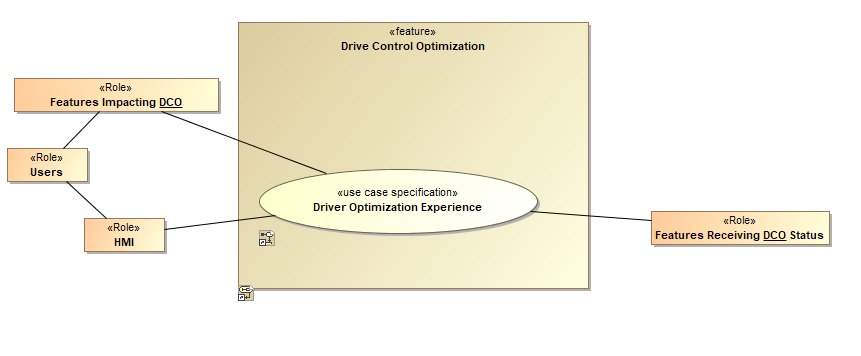 «feature»
Drive Control Optimization
«Role»
Features Impacting DCO
«Role»
Users
«use case specification»
Driver Optimization Experience
«Role»
HMI
«Role»
Features Receiving DCO Status